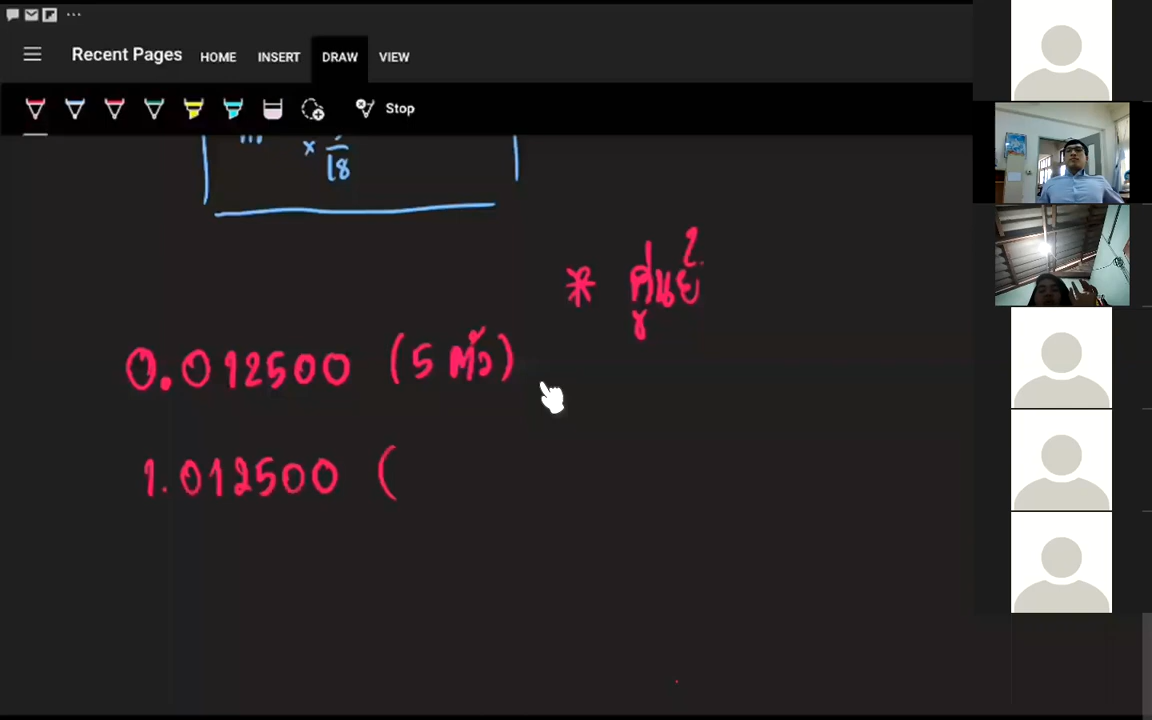 Recent Pages HOME INSERT DRAW VIEW
Stop
x
18
* ศูนย์
0.012500 (5 ตัว)
1.012500 (